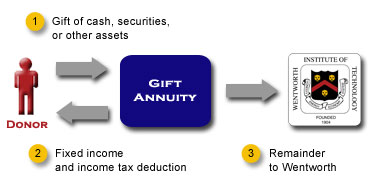 1 Gift of cash, securities,
or other assets
DONOR
GIFT
ANNUITY
WENTWORTH
INSTITUTE OF
TECHNOLOGY
FOUNDED
1904
2 Fixed income
and income tax deduction
3 Remainder
to Wentworth